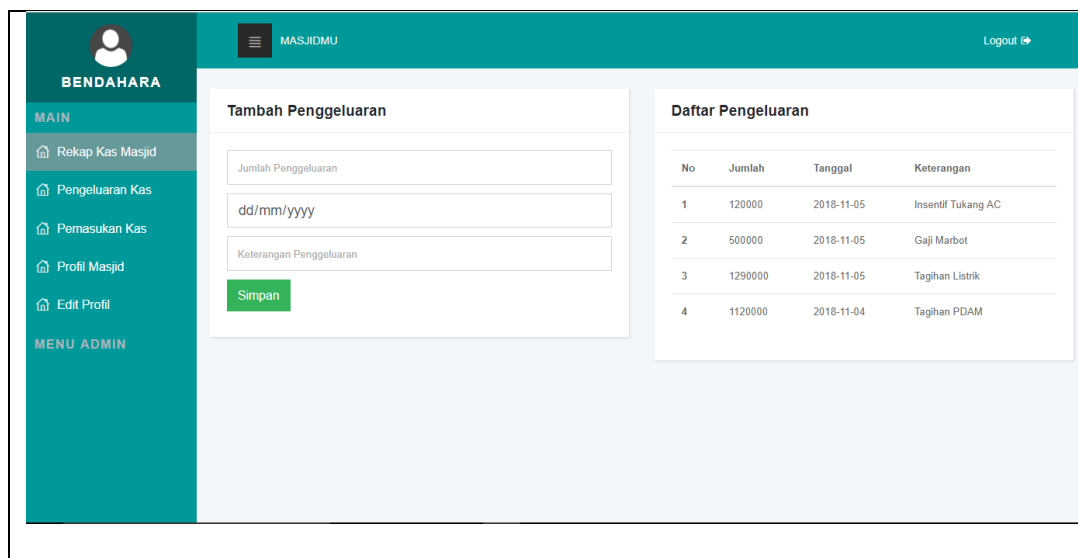 BENDAHARA
MAIN
Rekap Kas Masjid
Pengeluaran Kas
Pemasukan Kas
Profil Masjid
Edit Profil
MENU ADMIN
MASJIDMU
Logout
Tambah Penggeluaran
Jumlah Penggeluaran
dd/mm/yyyy
Keterangan Penggeluaran
Simpan
Daftar Pengeluaran
No Jumlah Tanggal Keterangan
1 120000 2018-11-05 Insentif Tukang AC
2 500000 2018-11-05 Gaji Marbot
3 1290000 2018-11-05 Tagihan Listrik
4 1120000 2018-11-04 Tagihan PDAM